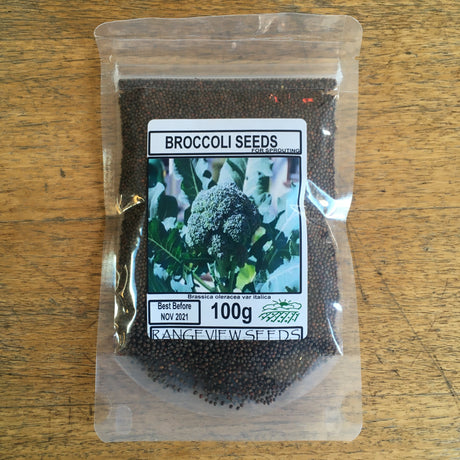 BROCCOLI SEEDS
FOR SPROUTING
Brassica oleracea var italica
Best Before
NOV 2021
100g
RANGEVIEW SEEDS